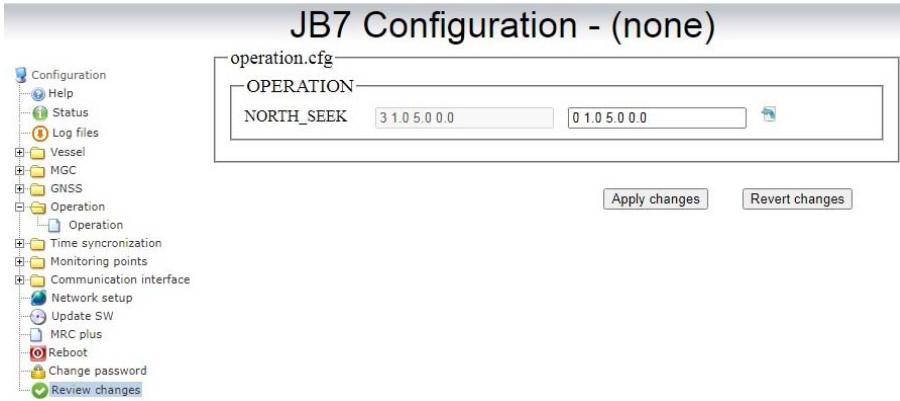 JB7 Configuration - (none)
Configuration
Help
Status
Log files
Vessel
MGC
GNSS
Operation
Operation
Time syncronization
Monitoring points
Communication interface
Network setup
Update SW
MRC plus
Reboot
Change password
Review changes
operation.cfg
OPERATION
NORTH_SEEK 3 1.0 5.0 0 0.0 0 1.0 5.0 0 0.0
Apply changes Revert changes